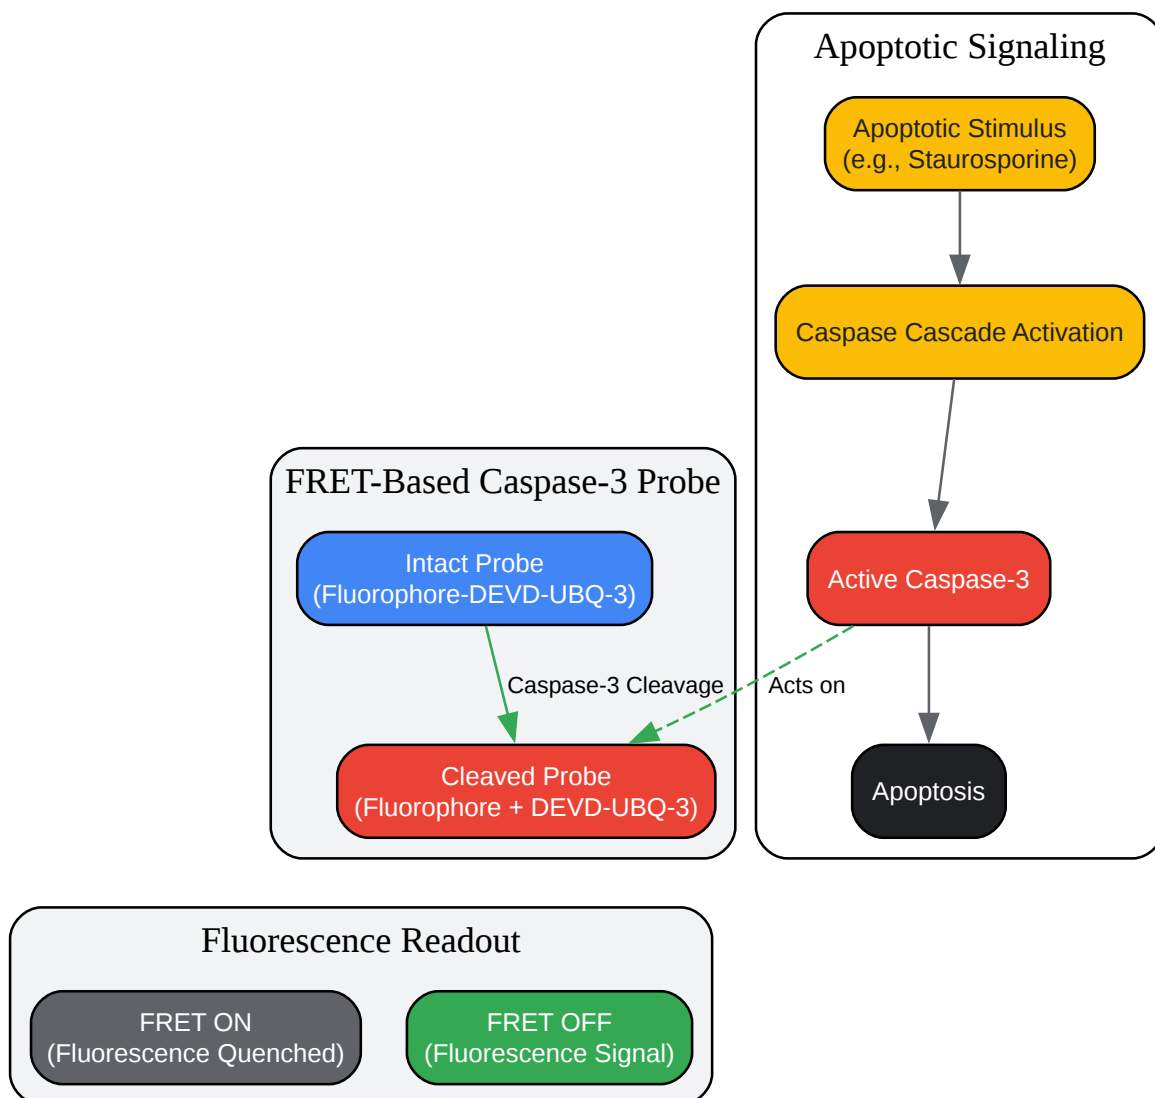 Apoptotic Signaling
Apoptotic Stimulus
(e.g., Staurosporine)
Caspase Cascade Activation
FRET-Based Caspase-3 Probe
Intact Probe
(Fluorophore-DEVD-UBQ-3)
Active Caspase-3
Caspase-3 Cleavage
Acts on
Cleaved Probe
(Fluorophore + DEVD-UBQ-3)
Apoptosis
Fluorescence Readout
FRET ON
(Fluorescence Quenched)
FRET OFF
(Fluorescence Signal)